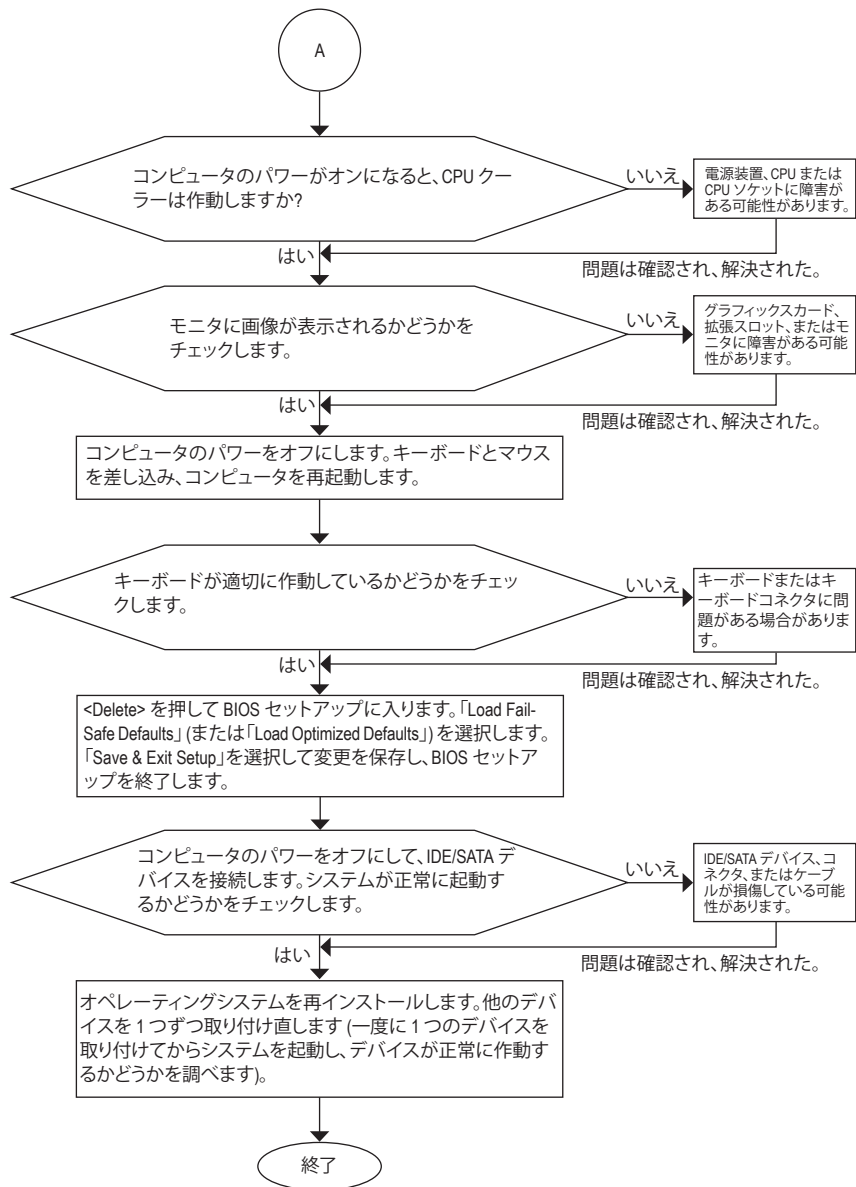 A
コンピュータのパワーがオンになると、CPU クー
ラーは作動しますか?
いいえ
電源装置、CPU または
CPU ソケットに障害が
ある可能性があります。
はい
問題は確認され、解決された。
モニタに画像が表示されるかどうかを
チェックします。
いいえ
グラフィックスカード、
拡張スロット、またはモ
ニタに障害がある可能
性があります。
はい
問題は確認され、解決された。
コンピュータのパワーをオフにします。キーボードとマウス
を差し込み、コンピュータを再起動します。
キーボードが適切に作動しているかどうかをチェッ
クします。
いいえ
キーボードまたはキ
ーボードコネクタに問
題がある場合がありま
す。
はい
問題は確認され、解決された。
<Delete> を押して BIOS セットアップに入ります。「Load Fail-
Safe Defaults」 (または「Load Optimized Defaults」) を選択します。
「Save & Exit Setup」を選択して変更を保存し、BIOS セットア
ップを終了します。
コンピュータのパワーをオフにして、IDE/SATA デ
バイスを接続します。システムが正常に起動す
るかどうかをチェックします。
いいえ
IDE/SATA デバイス、コ
ネクタ、またはケーブ
ルが損傷している可能
性があります。
はい
問題は確認され、解決された。
オペレーティングシステムを再インストールします。他のデバ
イスを 1 つずつ取り付け直します (一度に 1 つのデバイスを
取り付けてからシステムを起動し、デバイスが正常に作動す
るかどうかを調べます)。
終了